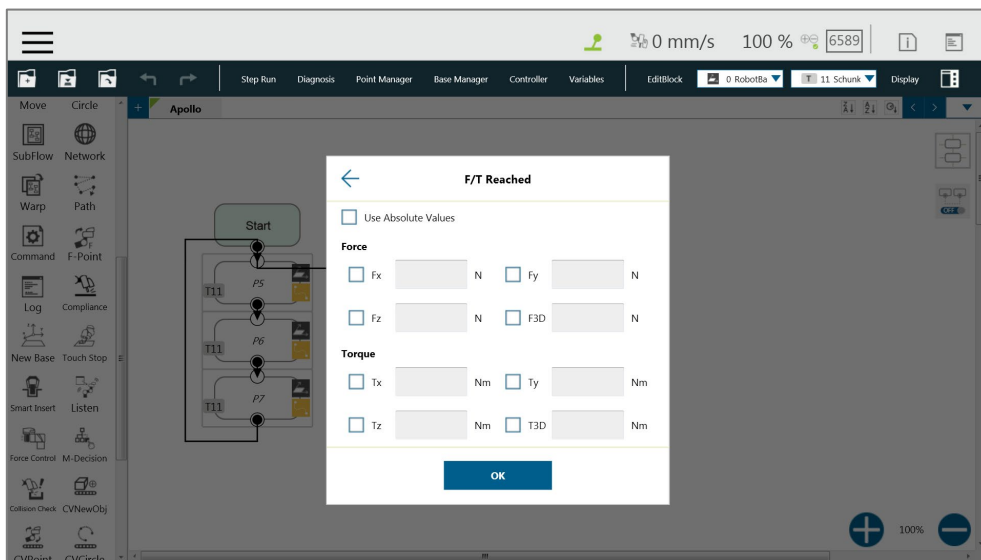 0 mm/s 100 % 6589
Step Run Diagnosis Point Manager Base Manager Controller Variables EditBlock 0 RobotBa T 11 Schunk Display
Move Circle + Apollo
SubFlow Network
F/T Reached
Warp Path
Use Absolute Values
Start
Force
Command F-Point
Fx N Fy N
P5
T11
Log Compliance
Fz N F3D N
New Base Touch Stop
P6
T11
Torque
Tx Nm Ty Nm
Smart Insert Listen
P7
T11
Tz Nm T3D Nm
Force Control M-Decision
OK
Collision Check CVNewObj
100%
CVPoint CVCircle